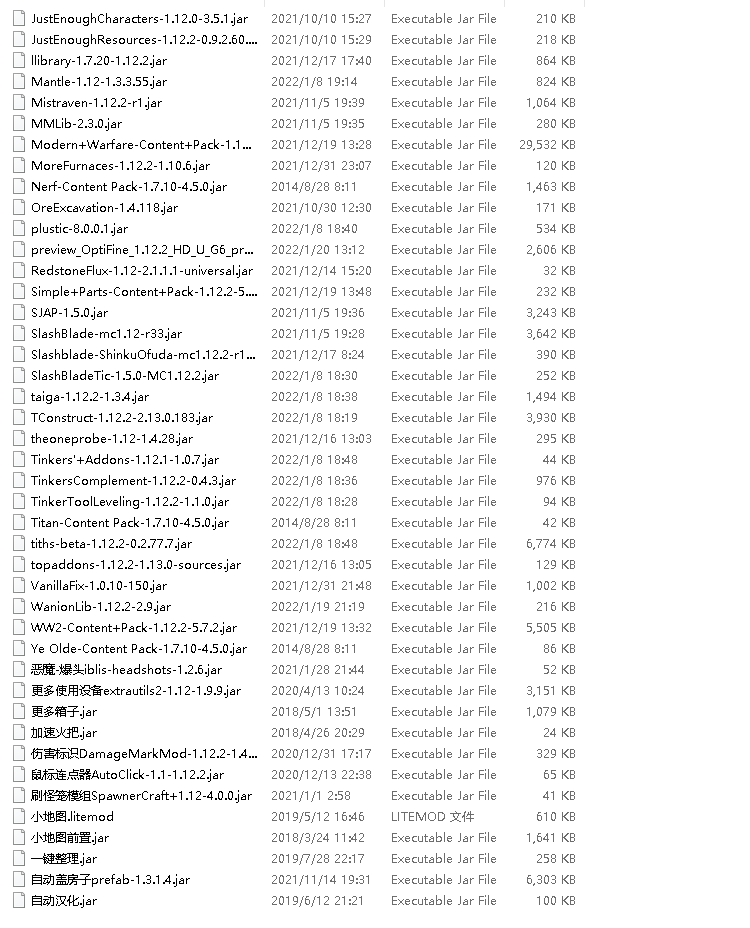 JustEnoughCharacters-1.12.0-3.5.1.jar 2021/10/10 15:27 Executable Jar File 210 KB
JustEnoughResources-1.12.2-0.9.2.60.... 2021/10/10 15:29 Executable Jar File 218 KB
llibrary-1.7.20-1.12.2.jar 2021/12/17 17:40 Executable Jar File 864 KB
Mantle-1.12-1.3.3.55.jar 2022/1/8 19:14 Executable Jar File 824 KB
Mistraven-1.12.2-r1.jar 2021/11/5 19:39 Executable Jar File 1,064 KB
MMLib-2.3.0.jar 2021/11/5 19:35 Executable Jar File 280 KB
Modern+Warfare-Content+Pack-1.1... 2021/12/19 13:28 Executable Jar File 29,532 KB
MoreFurnaces-1.12.2-1.10.6.jar 2021/12/31 23:07 Executable Jar File 120 KB
Nerf-Content Pack-1.7.10-4.5.0.jar 2014/8/28 8:11 Executable Jar File 1,463 KB
OreExcavation-1.4.118.jar 2021/10/30 12:30 Executable Jar File 171 KB
plustic-8.0.0.1.jar 2022/1/8 18:40 Executable Jar File 534 KB
preview_OptiFine_1.12.2_HD_U_G6_pr... 2022/1/20 13:12 Executable Jar File 2,606 KB
RedstoneFlux-1.12-2.1.1.1-universal.jar 2021/12/14 15:20 Executable Jar File 32 KB
Simple+Parts-Content+Pack-1.12.2-5.... 2021/12/19 13:48 Executable Jar File 232 KB
SJAP-1.5.0.jar 2021/11/5 19:36 Executable Jar File 3,243 KB
SlashBlade-mc1.12-r33.jar 2021/11/5 19:28 Executable Jar File 3,642 KB
Slashblade-ShinkuOfuda-mc1.12.2-r1... 2021/12/17 8:24 Executable Jar File 390 KB
SlashBladeTic-1.5.0-MC1.12.2.jar 2022/1/8 18:30 Executable Jar File 252 KB
taiga-1.12.2-1.3.4.jar 2022/1/8 18:38 Executable Jar File 1,494 KB
TConstruct-1.12.2-2.13.0.183.jar 2022/1/8 18:19 Executable Jar File 3,930 KB
theoneprobe-1.12-1.4.28.jar 2021/12/16 13:03 Executable Jar File 295 KB
Tinkers'+Addons-1.12.1-1.0.7.jar 2022/1/8 18:48 Executable Jar File 44 KB
TinkersComplement-1.12.2-0.4.3.jar 2022/1/8 18:36 Executable Jar File 976 KB
TinkerToolLeveling-1.12.2-1.1.0.jar 2022/1/8 18:28 Executable Jar File 94 KB
Titan-Content Pack-1.7.10-4.5.0.jar 2014/8/28 8:11 Executable Jar File 42 KB
tiths-beta-1.12.2-0.2.77.7.jar 2022/1/8 18:48 Executable Jar File 6,774 KB
topaddons-1.12.2-1.13.0-sources.jar 2021/12/16 13:05 Executable Jar File 129 KB
VanillaFix-1.0.10-150.jar 2021/12/31 21:48 Executable Jar File 1,002 KB
WanionLib-1.12.2-2.9.jar 2022/1/19 21:19 Executable Jar File 216 KB
WW2-Content+Pack-1.12.2-5.7.2.jar 2021/12/19 13:32 Executable Jar File 5,505 KB
Ye Olde-Content Pack-1.7.10-4.5.0.jar 2014/8/28 8:11 Executable Jar File 86 KB
恶魔-爆头iblis-headshots-1.2.6.jar 2021/1/28 21:44 Executable Jar File 52 KB
更多使用设备extrautils2-1.12-1.9.9.jar 2020/4/13 10:24 Executable Jar File 3,151 KB
更多箱子.jar 2018/5/1 13:51 Executable Jar File 1,079 KB
加速火把.jar 2018/4/26 20:29 Executable Jar File 24 KB
伤害标识DamageMarkMod-1.12.2-1.4... 2020/12/31 17:17 Executable Jar File 329 KB
鼠标连点器AutoClick-1.1-1.12.2.jar 2020/12/13 22:38 Executable Jar File 65 KB
刷怪笼模组SpawnerCraft+1.12-4.0.0.jar 2021/1/1 2:58 Executable Jar File 41 KB
小地图.litemod 2019/5/12 16:46 LITEMOD 文件 610 KB
小地图前置.jar 2018/3/24 11:42 Executable Jar File 1,641 KB
一键整理.jar 2019/7/28 22:17 Executable Jar File 258 KB
自动盖房子prefab-1.3.1.4.jar 2021/11/14 19:31 Executable Jar File 6,303 KB
自动汉化.jar 2019/6/12 21:21 Executable Jar File 100 KB